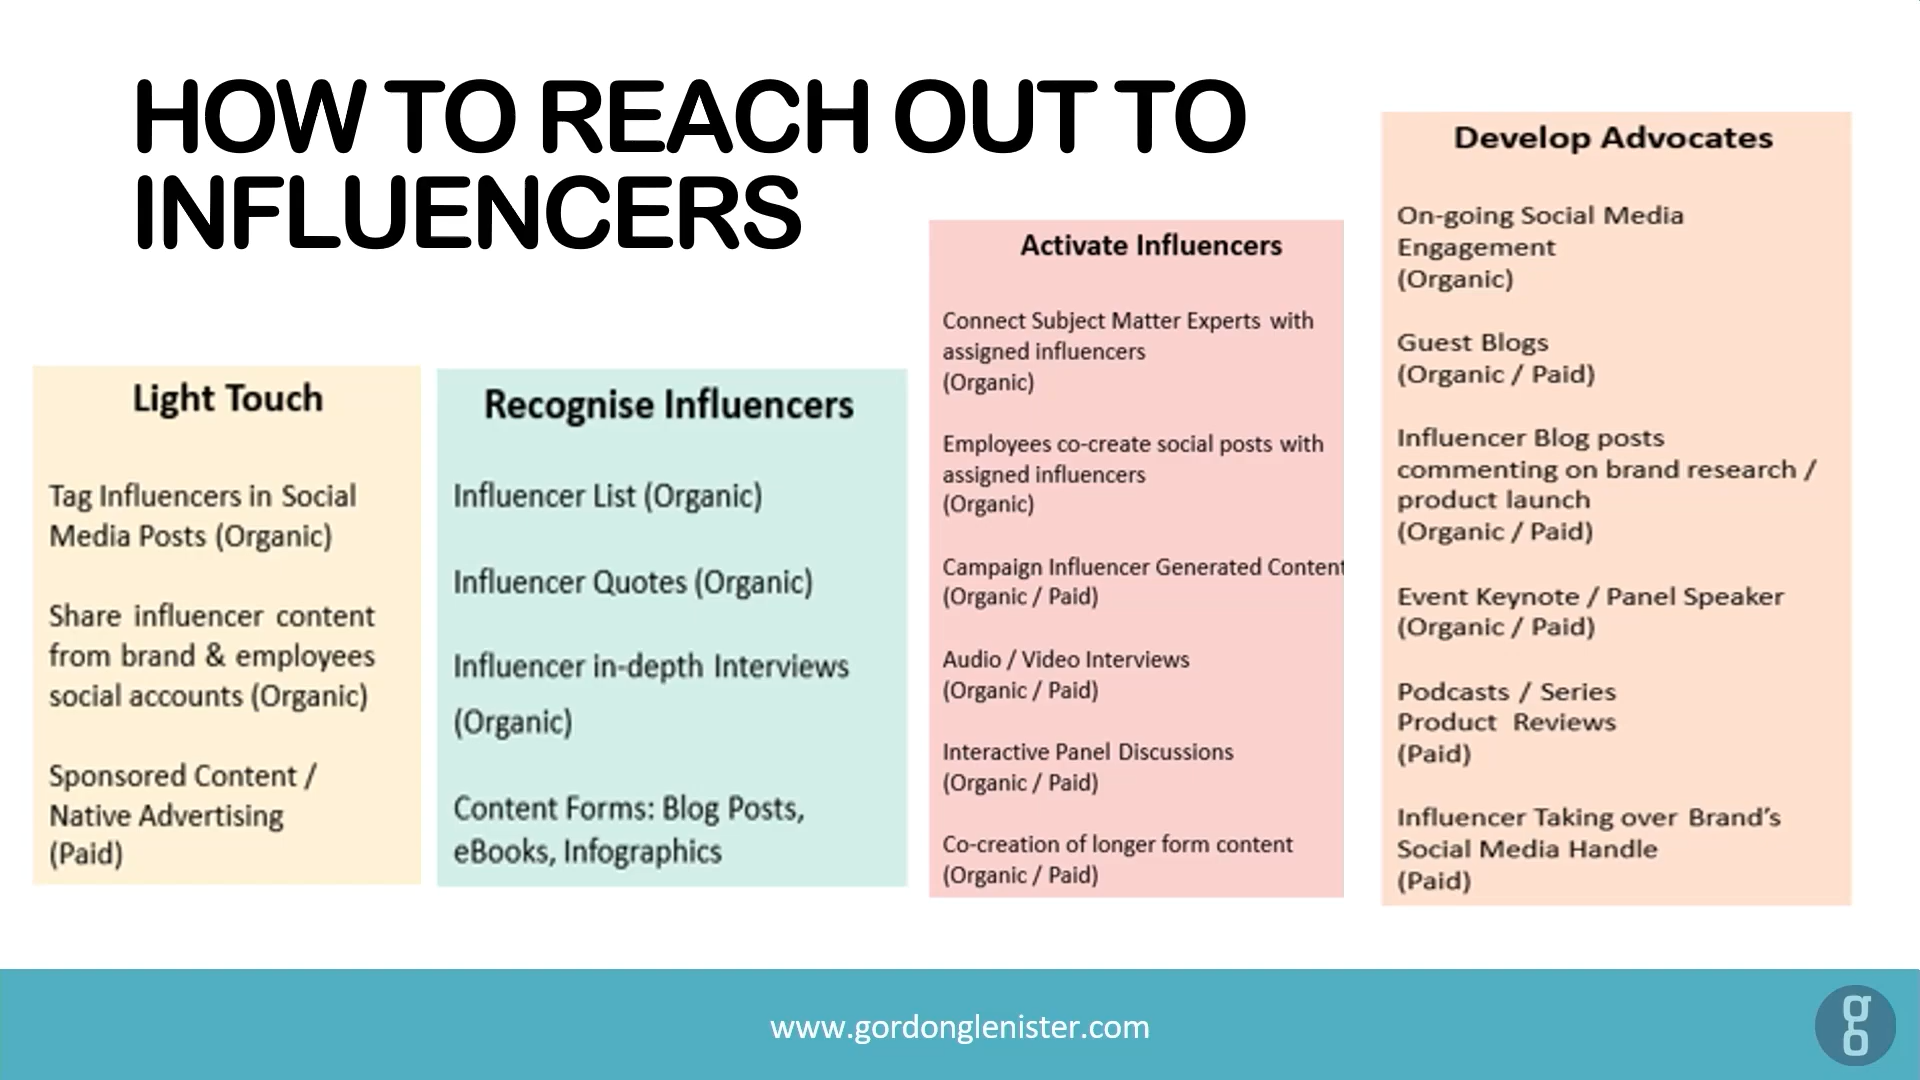 HOW TO REACH OUT TO
INFLUENCERS
Light Touch
Tag Influencers in Social
Media Posts (Organic)
Share influencer content
from brand & employees
social accounts (Organic)
Sponsored Content /
Native Advertising
(Paid)
Recognise Influencers
Influencer List (Organic)
Influencer Quotes (Organic)
Influencer in-depth Interviews
(Organic)
Content Forms: Blog Posts,
eBooks, Infographics
Activate Influencers
Connect Subject Matter Experts with
assigned influencers
(Organic)
Employees co-create social posts with
assigned influencers
(Organic)
Campaign Influencer Generated Content
(Organic / Paid)
Audio / Video Interviews
(Organic / Paid)
Interactive Panel Discussions
(Organic / Paid)
Co-creation of longer form content
(Organic / Paid)
Develop Advocates
On-going Social Media
Engagement
(Organic)
Guest Blogs
(Organic / Paid)
Influencer Blog posts
commenting on brand research /
product launch
(Organic / Paid)
Event Keynote / Panel Speaker
(Organic / Paid)
Podcasts / Series
Product Reviews
(Paid)
Influencer Taking over Brand’s
Social Media Handle
(Paid)
www.gordonglenister.com
g
o